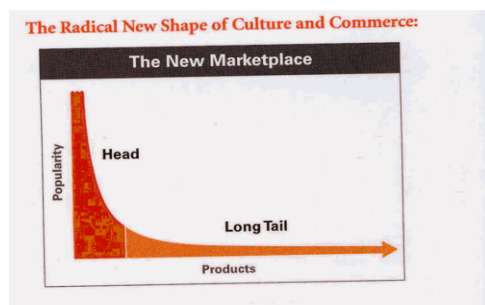 The Radical New Shape of Culture and Commerce:
The New Marketplace
Head
Popularity
Long Tail
Products